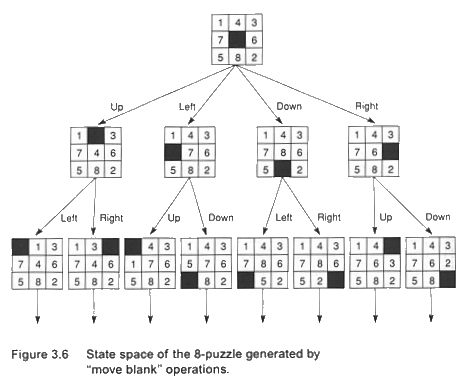 1 4 3
7 6
5 8 2
Up Left Down Right
1 3 1 4 3 1 4 3 1 4 3
7 4 6 7 6 7 8 6 7 6
5 8 2 5 8 2 5 2 5 8 2
Left Right Up Down Left Right Up Down
1 3 1 3 4 3 1 4 3 1 4 3 1 4 3 1 4 1 4 3
7 4 6 7 4 6 1 7 6 5 7 6 7 8 6 7 8 6 7 6 3 7 6 2
5 8 2 5 8 2 5 8 2 8 2 5 2 5 2 5 8 2 5 8
Figure 3.6 State space of the 8-puzzle generated by
“move blank” operations.